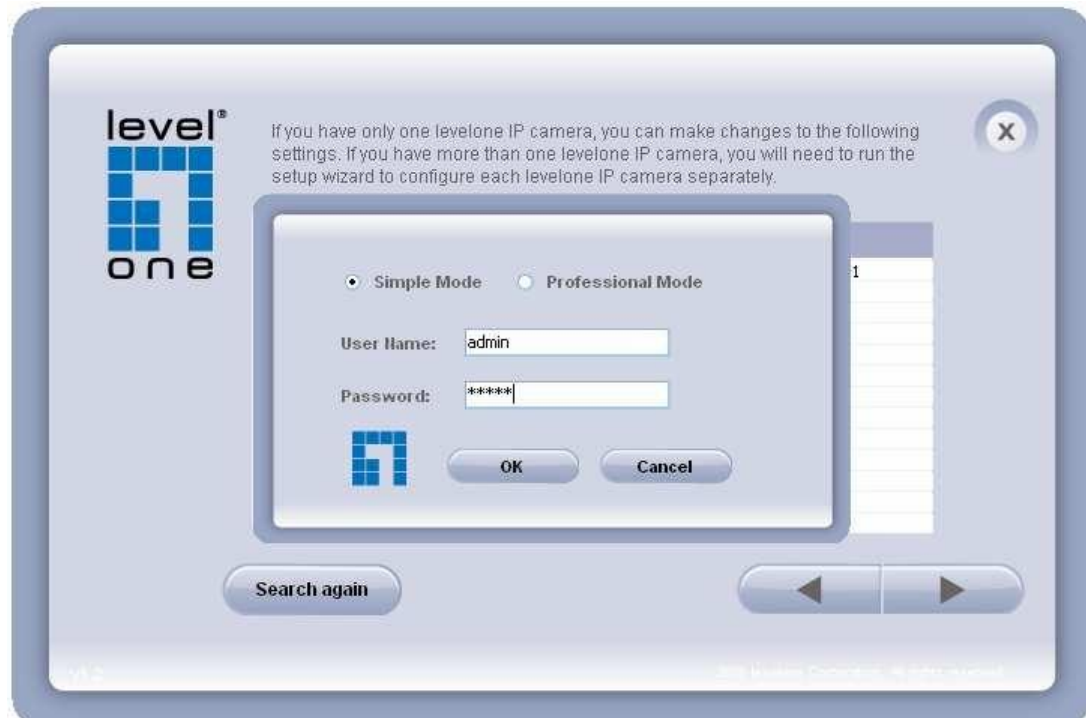 level®
one
If you have only one levelone IP camera, you can make changes to the following
settings. If you have more than one levelone IP camera, you will need to run the
setup wizard to configure each levelone IP camera separately.
X
1
Simple Mode Professional Mode
User Name: admin
Password: *****
OK Cancel
Search again